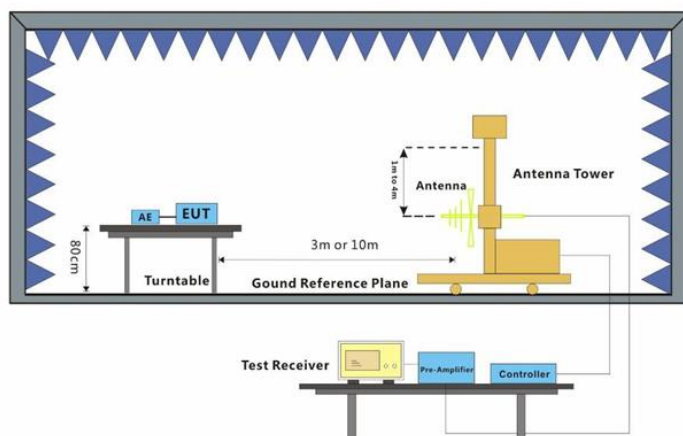 1m to 4m
Antenna
Antenna Tower
AE
EUT
80cm
3m or 10m
Turntable
Gound Reference Plane
Test Receiver
Pre-Amplifier
Controller